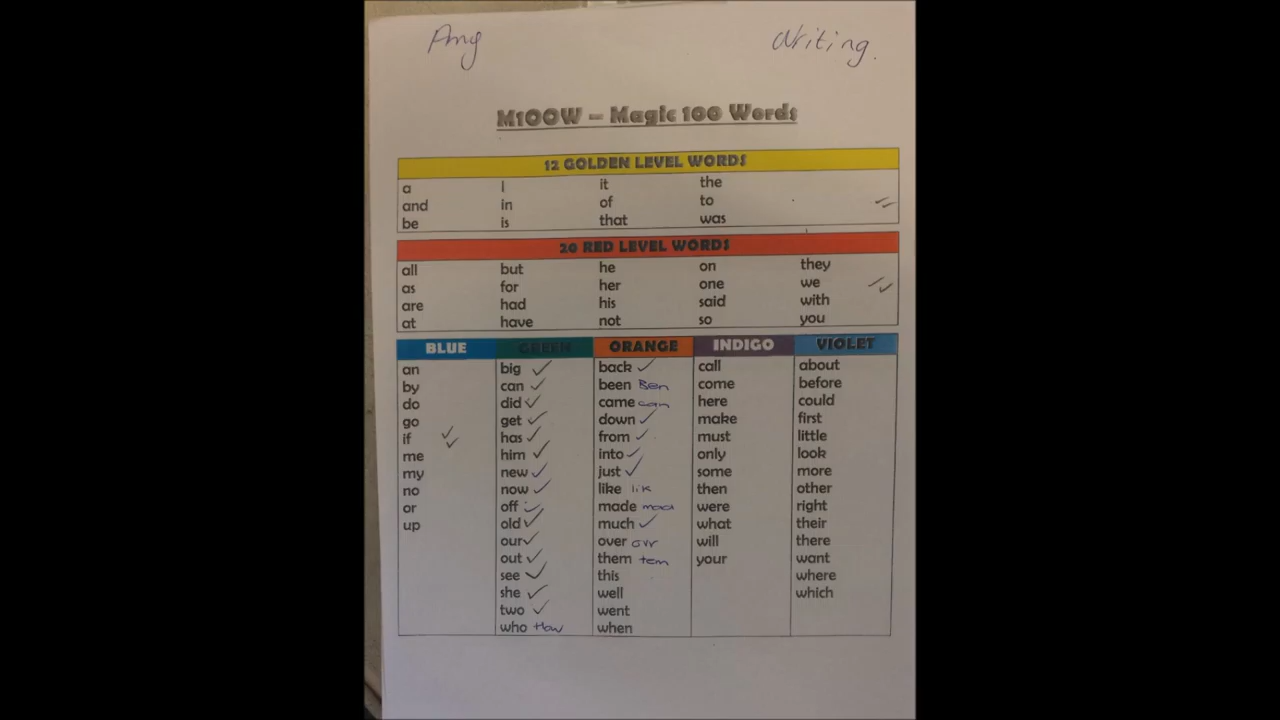 Amg Writing.
M100W – Magic 100 Words
12 GOLDEN LEVEL WORDS
a I it the
and in of to
be is that was
20 RED LEVEL WORDS
all but he on they
as for her one we
are had his said with
at have not so you
BLUE GREEN ORANGE INDIGO VIOLET
an big ✓ back ✓ call about
by can ✓ been Ben come before
do did ✓ came cam here could
go get ✓ down ✓ make first
if has ✓ from ✓ must little
me him ✓ into ✓ only look
my new ✓ just ✓ some more
no now ✓ like lik then other
or off ✓ made were right
up old ✓ much ✓ what their
our ✓ over ovr will there
out ✓ them tem your want
see ✓ this where
she ✓ well which
two ✓ went
who How when